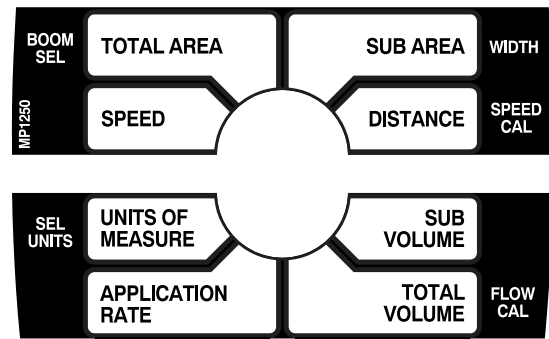 BOOM
SEL
TOTAL AREA
SUB AREA
WIDTH
MP1250
SPEED
DISTANCE
SPEED
CAL
SEL
UNITS
UNITS OF
MEASURE
SUB
VOLUME
APPLICATION
RATE
TOTAL
VOLUME
FLOW
CAL